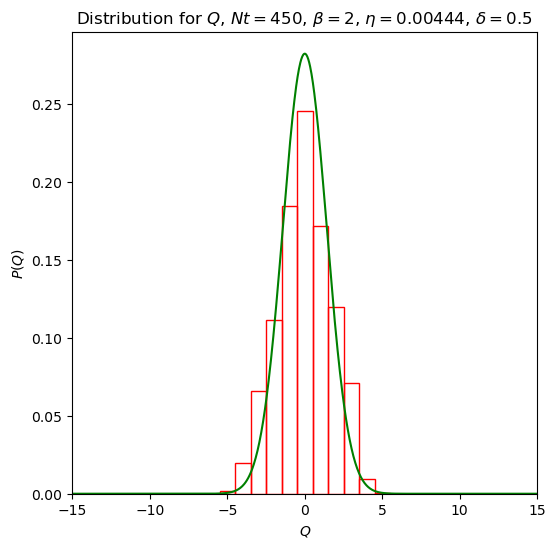 Distribution for Q, Nt = 450, β = 2, η = 0.00444, δ = 0.5
0.25
0.20
0.15
P(Q)
0.10
0.05
0.00
−15 −10 −5 0 5 10 15
Q